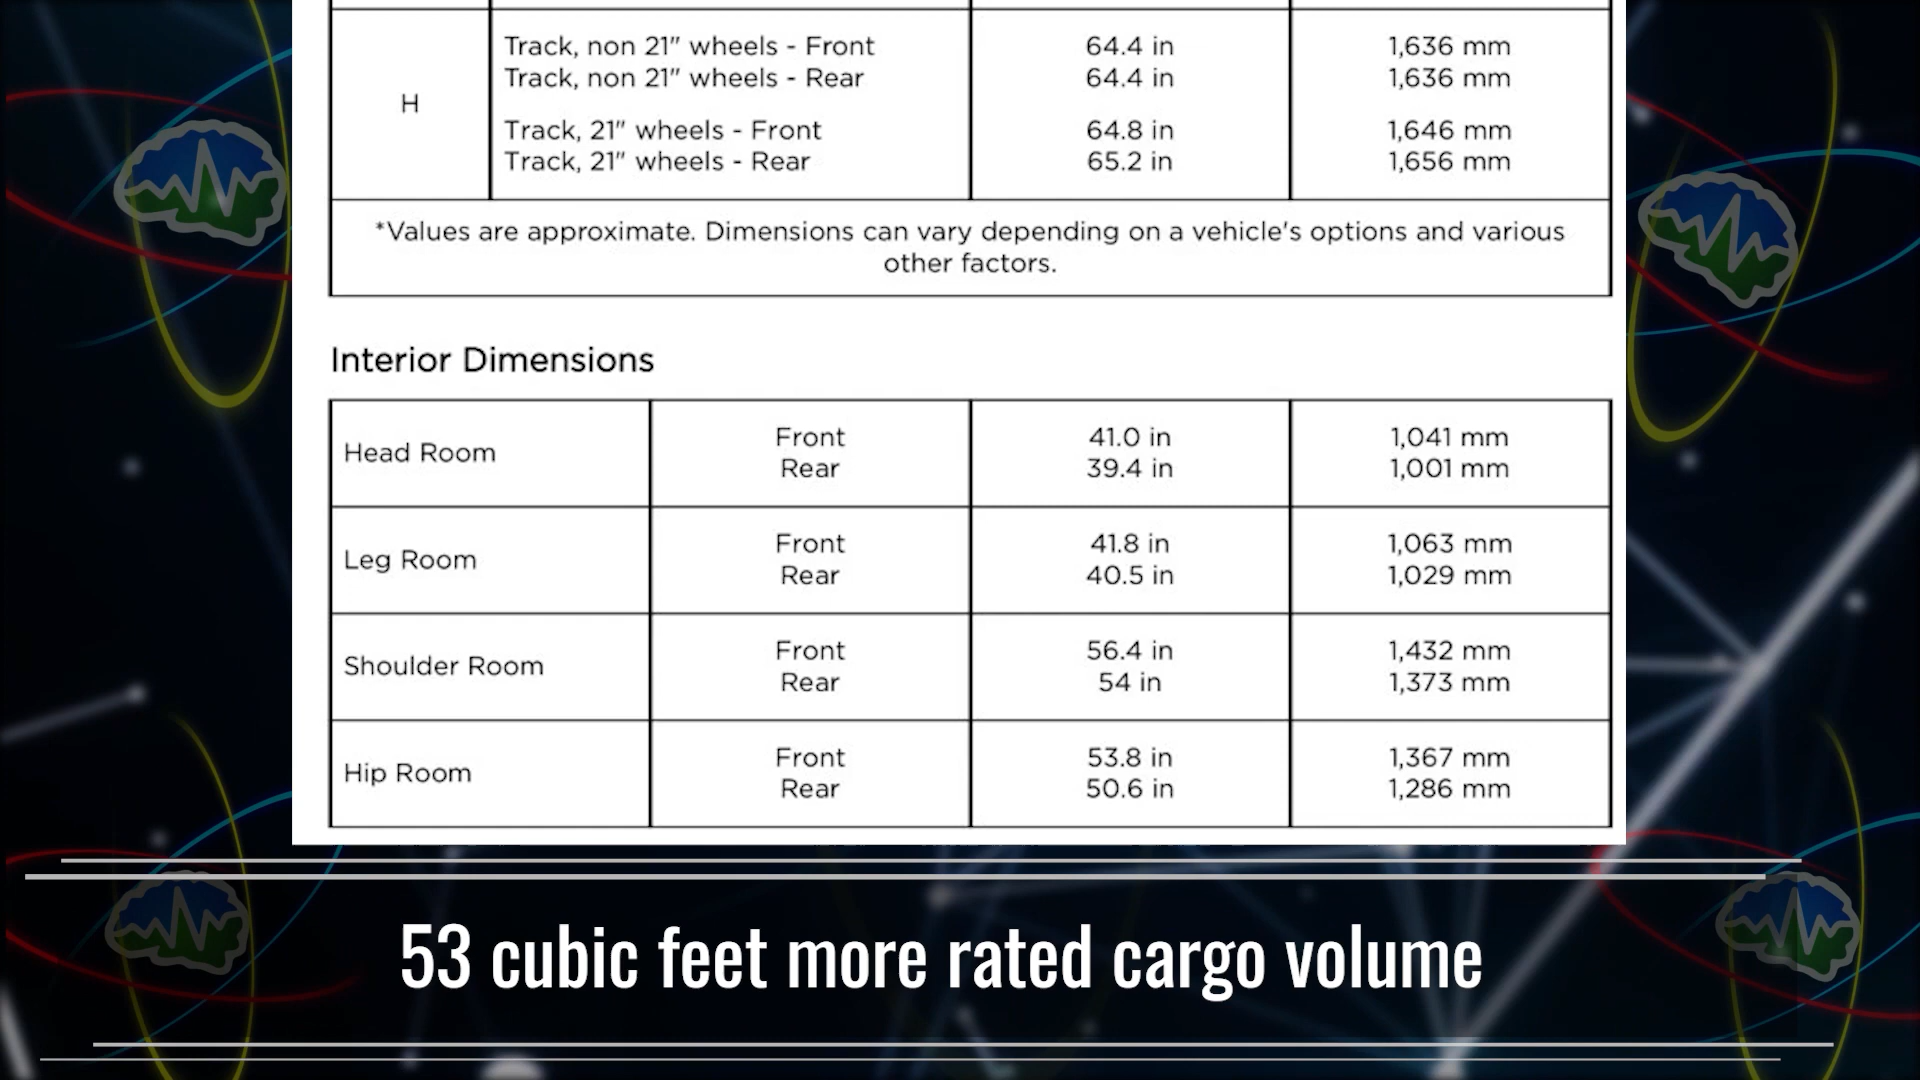 H
Track, non 21" wheels - Front 64.4 in 1,636 mm
Track, non 21" wheels - Rear 64.4 in 1,636 mm
Track, 21" wheels - Front 64.8 in 1,646 mm
Track, 21" wheels - Rear 65.2 in 1,656 mm
*Values are approximate. Dimensions can vary depending on a vehicle's options and various
other factors.
Interior Dimensions
Head Room
Front 41.0 in 1,041 mm
Rear 39.4 in 1,001 mm
Leg Room
Front 41.8 in 1,063 mm
Rear 40.5 in 1,029 mm
Shoulder Room
Front 56.4 in 1,432 mm
Rear 54 in 1,373 mm
Hip Room
Front 53.8 in 1,367 mm
Rear 50.6 in 1,286 mm
53 cubic feet more rated cargo volume